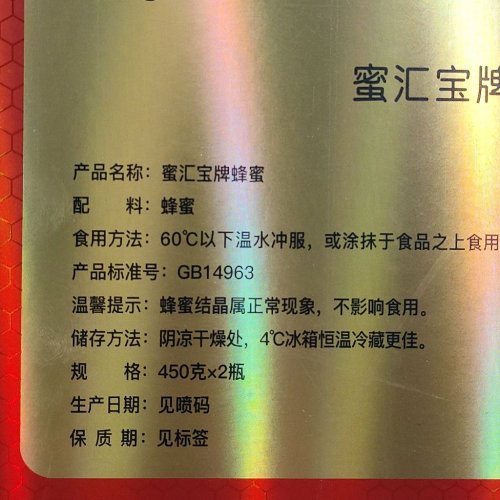 蜜汇宝牌
产品名称：蜜汇宝牌蜂蜜
配　　料：蜂蜜
食用方法：60℃以下温水冲服，或涂抹于食品之上食用
产品标准号：GB14963
温馨提示：蜂蜜结晶属正常现象，不影响食用。
储存方法：阴凉干燥处，4℃冰箱恒温冷藏更佳。
规　　格：450克×2瓶
生产日期：见喷码
保 质 期：见标签